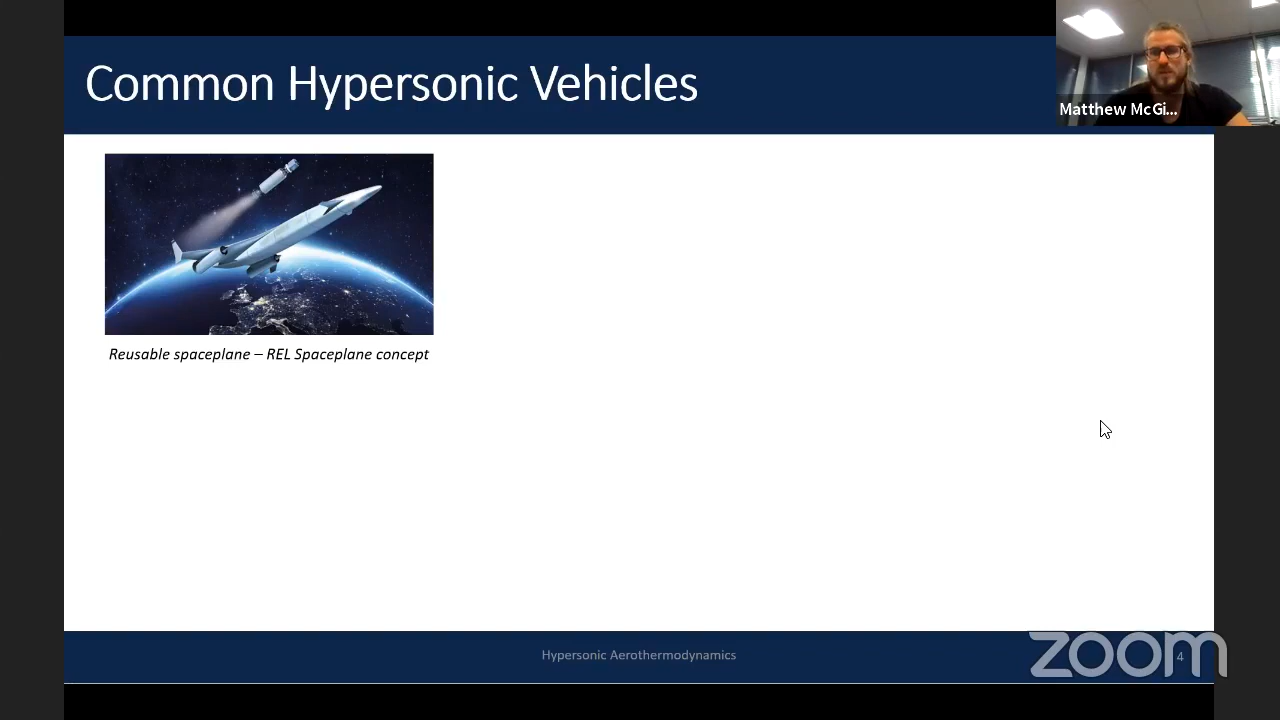 Common Hypersonic Vehicles
Matthew McGi...
Reusable spaceplane – REL Spaceplane concept
Hypersonic Aerothermodynamics
zoom
4